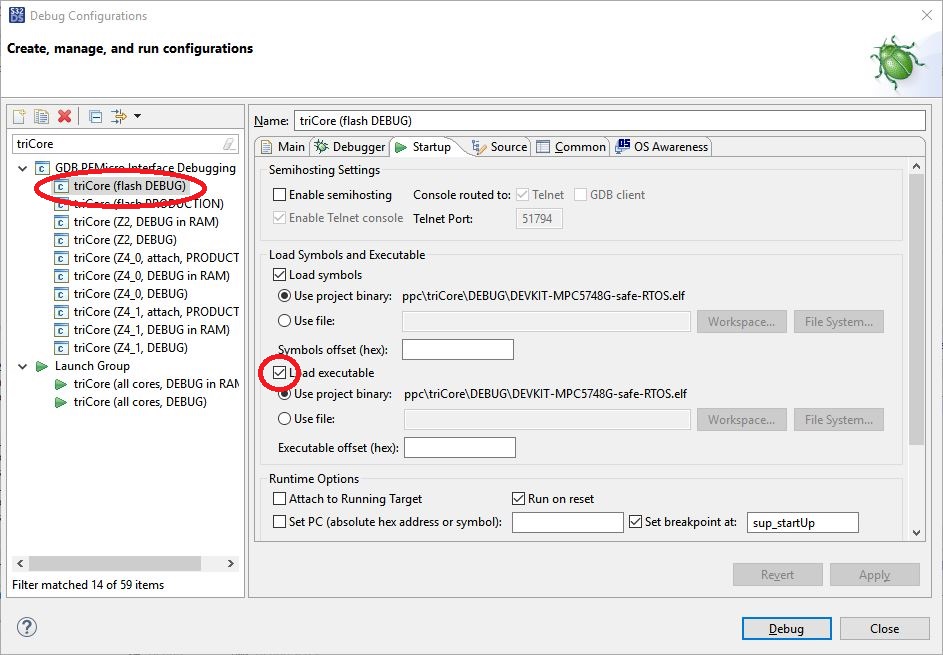 S32
DS
Debug Configurations
Create, manage, and run configurations
triCore
GDB PEMicro Interface Debugging
triCore (flash DEBUG)
triCore (flash PRODUCTION)
triCore (Z2, DEBUG in RAM)
triCore (Z2, DEBUG)
triCore (Z4_0, attach, PRODUCT
triCore (Z4_0, DEBUG in RAM)
triCore (Z4_0, DEBUG)
triCore (Z4_1, attach, PRODUCT
triCore (Z4_1, DEBUG in RAM)
triCore (Z4_1, DEBUG)
Launch Group
triCore (all cores, DEBUG in RAM
triCore (all cores, DEBUG)
Filter matched 14 of 59 items
Name: triCore (flash DEBUG)
Main Debugger Startup Source Common OS Awareness
Semihosting Settings
Enable semihosting Console routed to: Telnet GDB client
Enable Telnet console Telnet Port: 51794
Load Symbols and Executable
Load symbols
Use project binary: ppc\triCore\DEBUG\DEVKIT-MPC5748G-safe-RTOS.elf
Use file: Workspace... File System...
Symbols offset (hex):
Load executable
Use project binary: ppc\triCore\DEBUG\DEVKIT-MPC5748G-safe-RTOS.elf
Use file: Workspace... File System...
Executable offset (hex):
Runtime Options
Attach to Running Target Run on reset
Set PC (absolute hex address or symbol): Set breakpoint at: sup_startUp
Revert Apply
? Debug Close